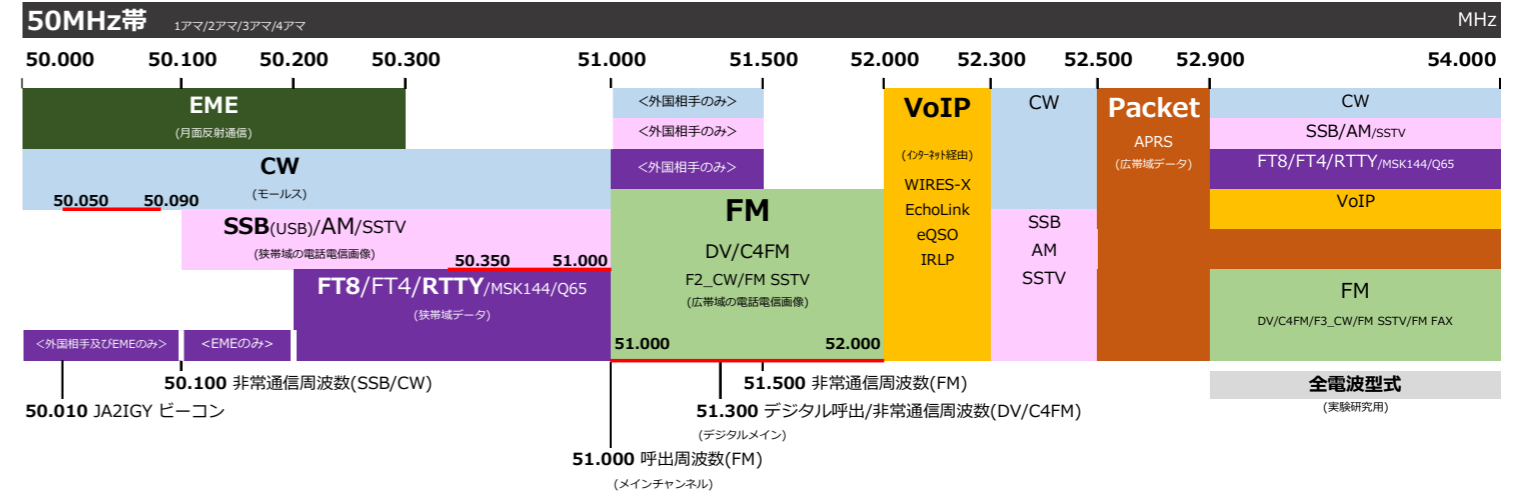 50MHz帯 1アマ/2アマ/3アマ/4アマ MHz
50.000 50.100 50.200 50.300 51.000 51.500 52.000 52.300 52.500 52.900 54.000
EME
(月面反射通信)
CW
(モールス)
50.050 50.090
SSB(USB)/AM/SSTV
(狭帯域の電話電信画像)
50.350 51.000
FT8/FT4/RTTY/MSK144/Q65
(狭帯域データ)
<外国相手及びEMEのみ>
<EMEのみ>
<外国相手のみ>
<外国相手のみ>
<外国相手のみ>
FM
DV/C4FM
F2_CW/FM SSTV
(広帯域の電話電信画像)
51.000 52.000
VoIP
(インターネット経由)
WIRES-X
EchoLink
eQSO
IRLP
CW
SSB
AM
SSTV
Packet
APRS
(広帯域データ)
CW
SSB/AM/SSTV
FT8/FT4/RTTY/MSK144/Q65
VoIP
FM
DV/C4FM/F3_CW/FM SSTV/FM FAX
全電波型式
(実験研究用)
50.100 非常通信周波数(SSB/CW)
50.010 JA2IGY ビーコン
51.500 非常通信周波数(FM)
51.300 デジタル呼出/非常通信周波数(DV/C4FM)
(デジタルメイン)
51.000 呼出周波数(FM)
(メインチャンネル)